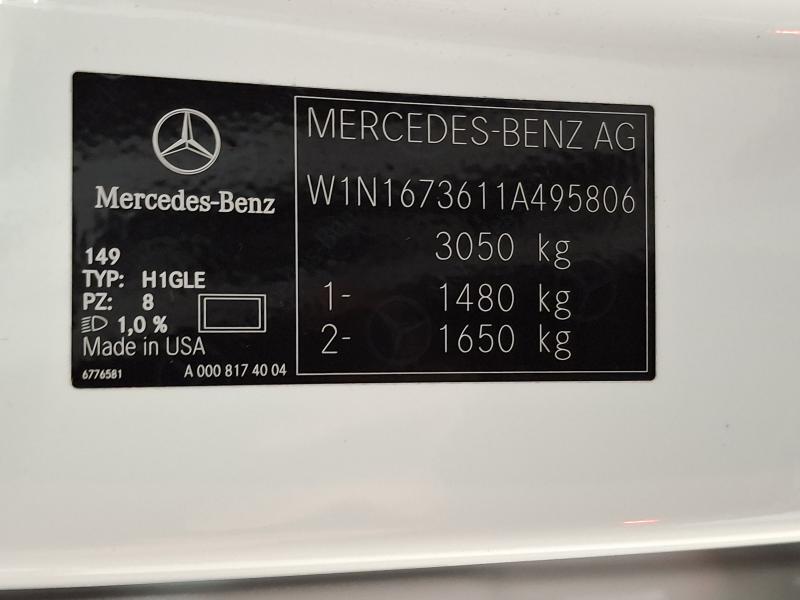 Mercedes-Benz
149
TYP: H1GLE
PZ: 8
1,0 %
Made in USA
6776581 A 000 817 40 04
MERCEDES-BENZ AG
W1N1673611A495806
3050 kg
1- 1480 kg
2- 1650 kg